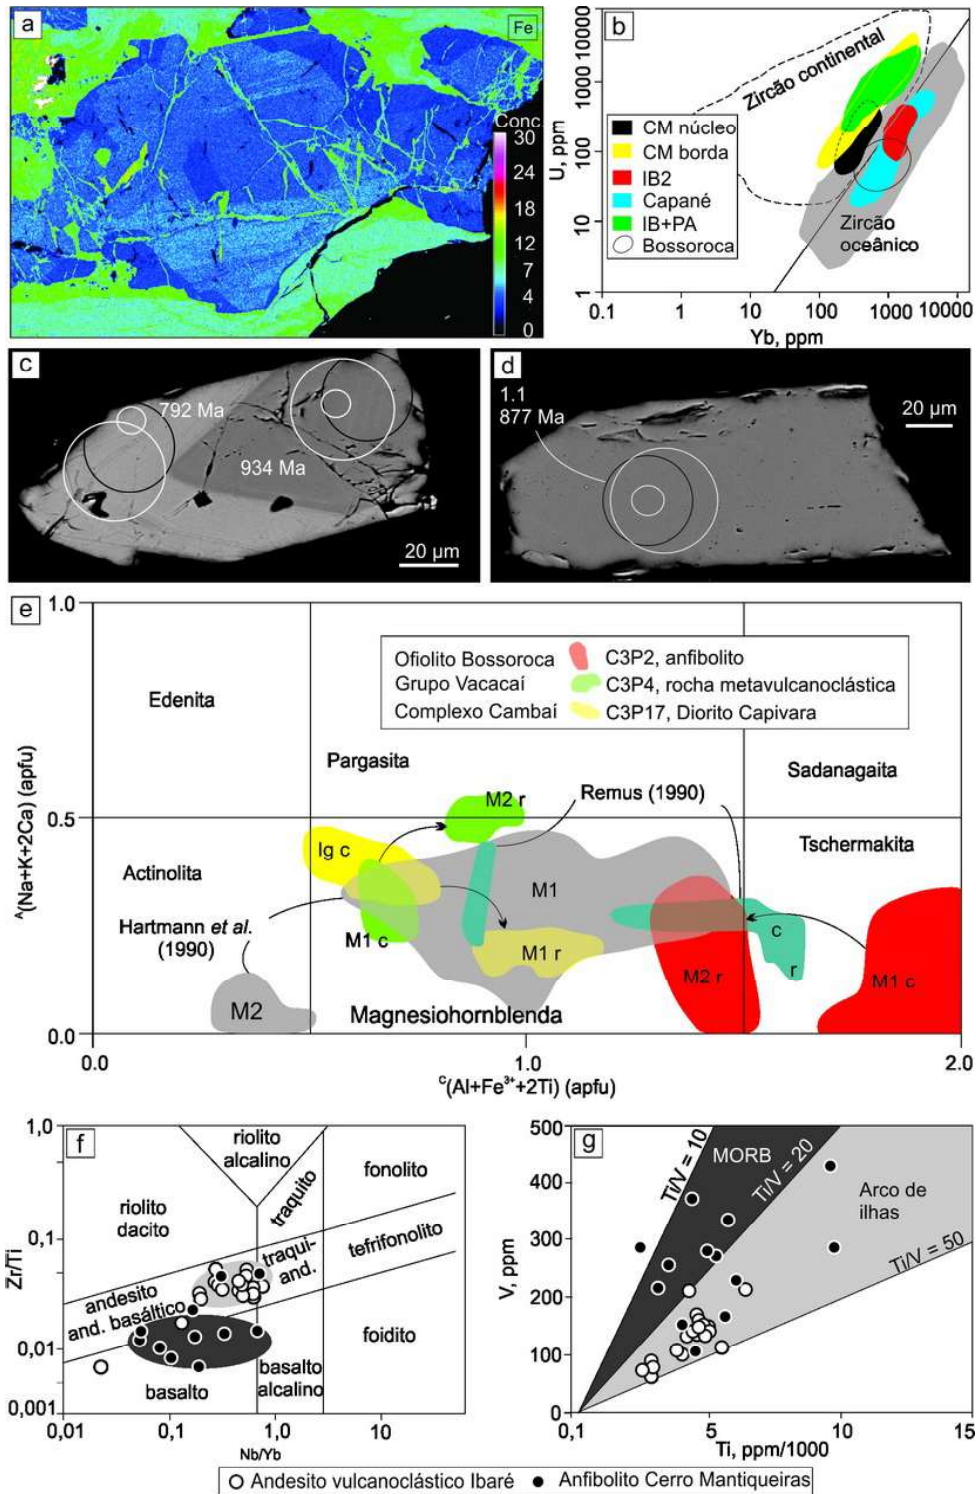 a
Fe
Conc
30
24
18
12
7
4
0
b
10000
1000
100
10
1
U, ppm
Zircão continental
CM núcleo
CM borda
IB2
Capané
IB+PA
Bossoroca
Zircão
oceânico
0.1
1
10
100
1000
10000
Yb, ppm
c
792 Ma
934 Ma
20 µm
d
1.1
877 Ma
20 µm
e
1.0
0.5
0.0
ᴬ(Na+K+2Ca) (apfu)
Ofiolito Bossoroca
C3P2, anfibolito
Grupo Vacacaí
C3P4, rocha metavulcanoclástica
Complexo Cambaí
C3P17, Diorito Capivara
Edenita
Pargasita
Sadanagaita
M2 r
Remus (1990)
Tschermakita
Actinolita
Ig c
M1
Hartmann et al.
(1990)
M1 c
M1 r
c
r
M2 r
M1 c
M2
Magnesiohornblenda
0.0
1.0
2.0
ᶜ(Al+Fe³⁺+2Ti) (apfu)
f
1,0
0,1
0,01
0,001
Zr/Ti
riolito
alcalino
fonolito
traquito
riolito
dacito
tefrifonolito
traqui-
and.
andesito
and. basáltico
foidito
basalto
basalto
alcalino
0,01
0,1
1
10
Nb/Yb
g
500
400
300
200
100
0
V, ppm
Ti/V = 10
MORB
Ti/V = 20
Arco de
ilhas
Ti/V = 50
0,1
5
10
15
Ti, ppm/1000
Andesito vulcanoclástico Ibaré
Anfibolito Cerro Mantiqueiras